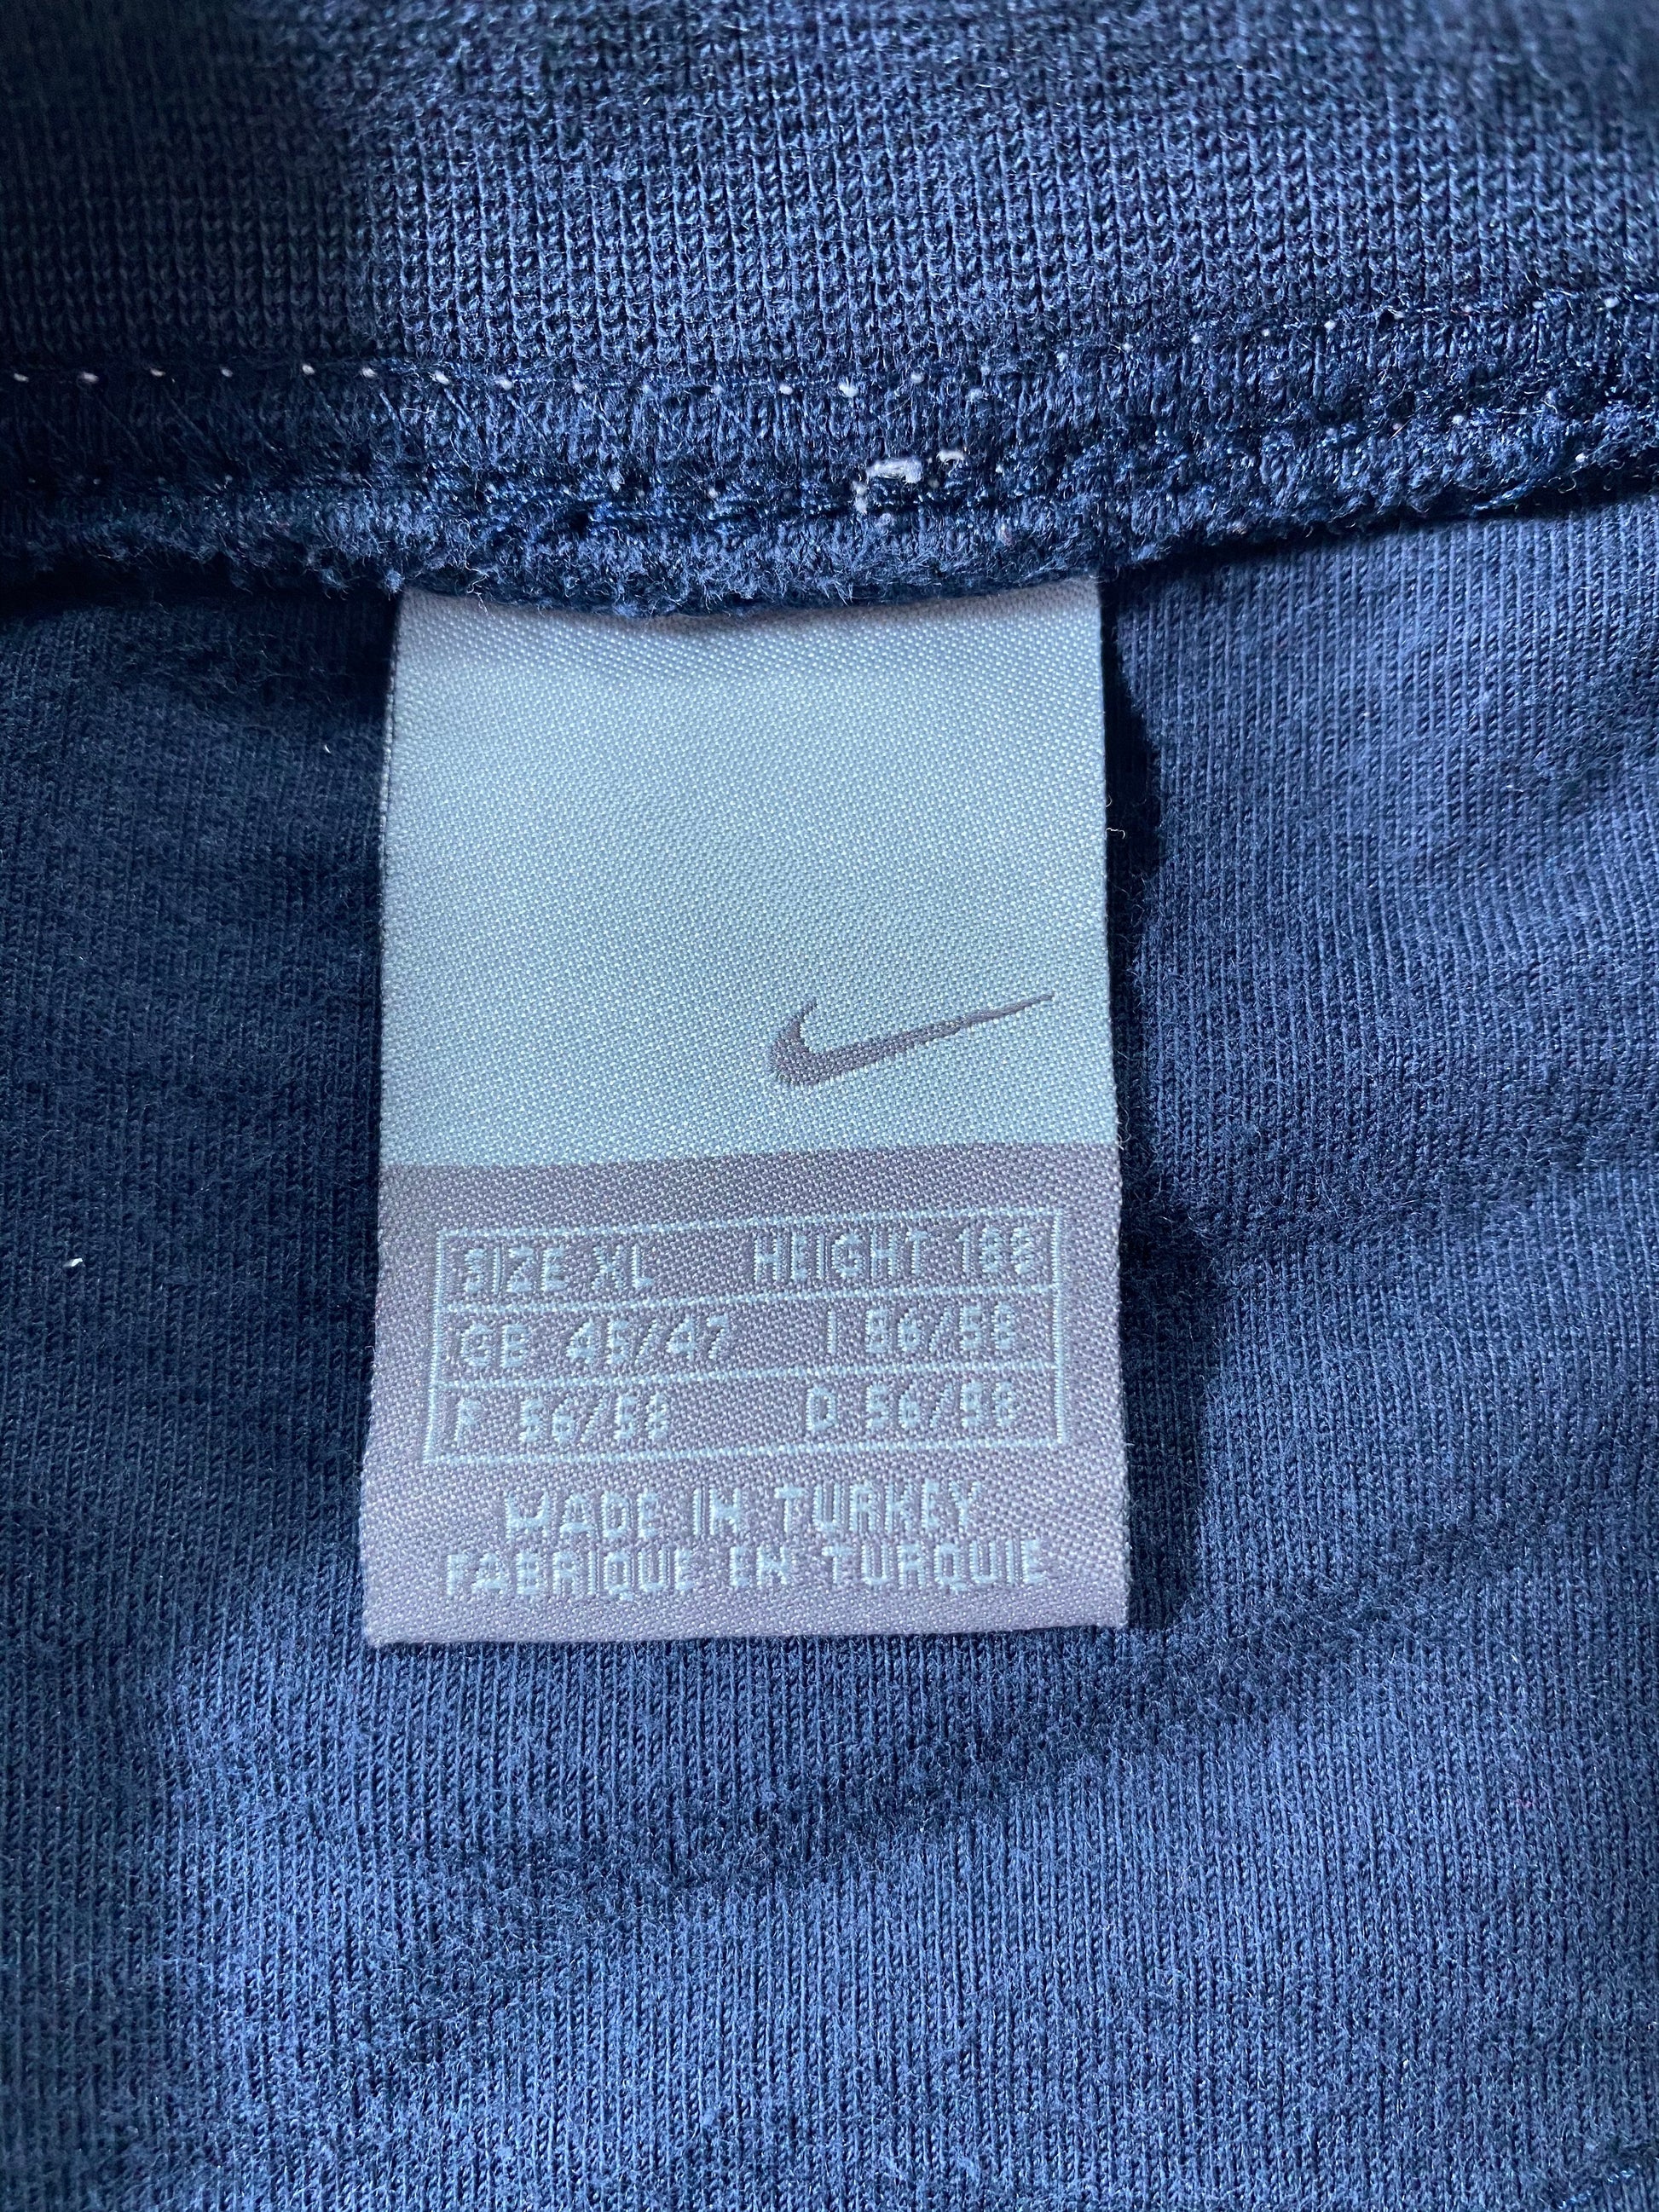 SIZE XL HEIGHT 188
GB 45/47 I 56/58
F 56/58 D 56/58
MADE IN TURKEY
FABRIQUE EN TURQUIE